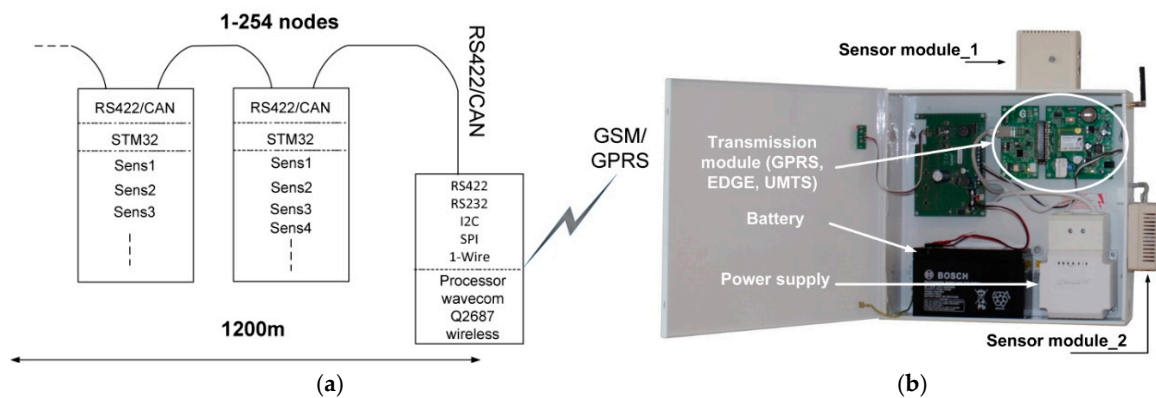 1-254 nodes
RS422/CAN
RS422/CAN
STM32
Sens1
Sens2
Sens3
RS422/CAN
STM32
Sens1
Sens2
Sens3
Sens4
GSM/
GPRS
RS422
RS232
I2C
SPI
1-Wire
Processor
wavecom
Q2687
wireless
1200m
(a)
Sensor module_1
Transmission
module (GPRS,
EDGE, UMTS)
Battery
Power supply
BOSCH
Sensor module_2
(b)